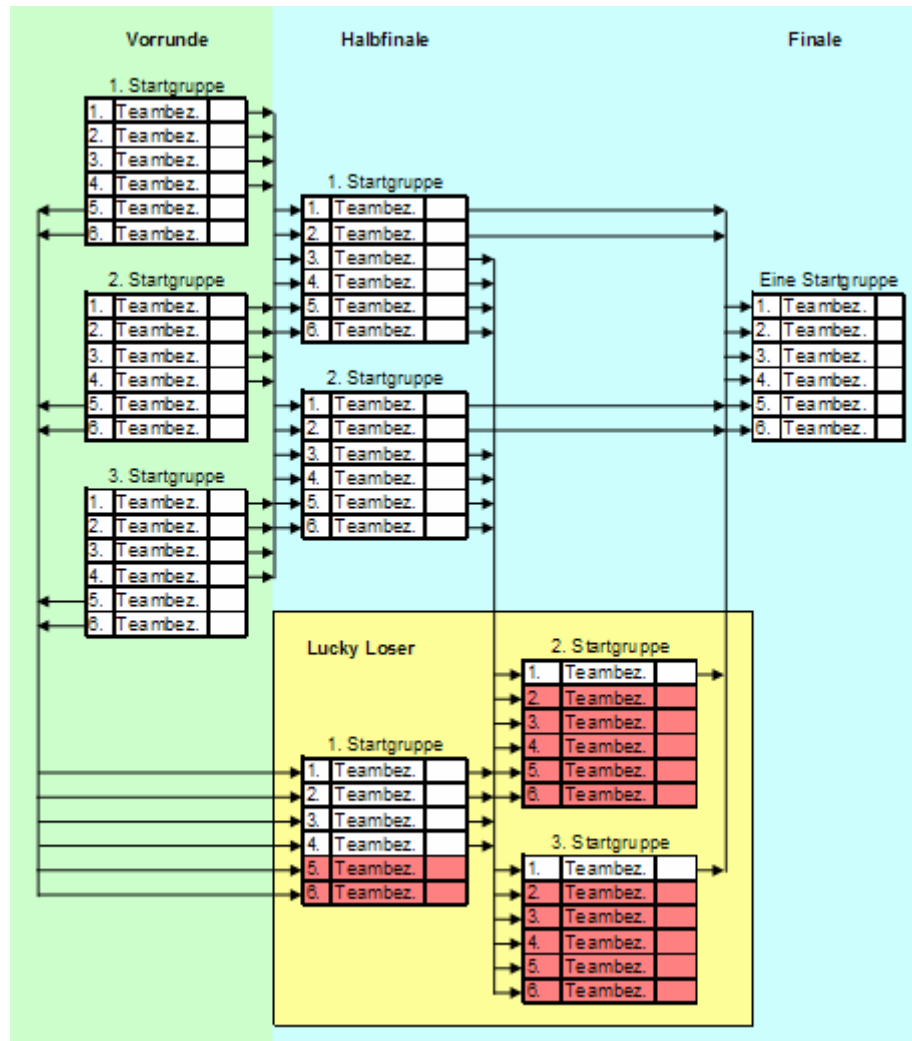 Vorrunde
Halbfinale
Finale
1. Startgruppe
1. Teambez.
2. Teambez.
3. Teambez.
4. Teambez.
5. Teambez.
6. Teambez.
2. Startgruppe
1. Teambez.
2. Teambez.
3. Teambez.
4. Teambez.
5. Teambez.
6. Teambez.
3. Startgruppe
1. Teambez.
2. Teambez.
3. Teambez.
4. Teambez.
5. Teambez.
6. Teambez.
1. Startgruppe
1. Teambez.
2. Teambez.
3. Teambez.
4. Teambez.
5. Teambez.
6. Teambez.
2. Startgruppe
1. Teambez.
2. Teambez.
3. Teambez.
4. Teambez.
5. Teambez.
6. Teambez.
Eine Startgruppe
1. Teambez.
2. Teambez.
3. Teambez.
4. Teambez.
5. Teambez.
6. Teambez.
Lucky Loser
1. Startgruppe
1. Teambez.
2. Teambez.
3. Teambez.
4. Teambez.
5. Teambez.
6. Teambez.
2. Startgruppe
1. Teambez.
2. Teambez.
3. Teambez.
4. Teambez.
5. Teambez.
6. Teambez.
3. Startgruppe
1. Teambez.
2. Teambez.
3. Teambez.
4. Teambez.
5. Teambez.
6. Teambez.